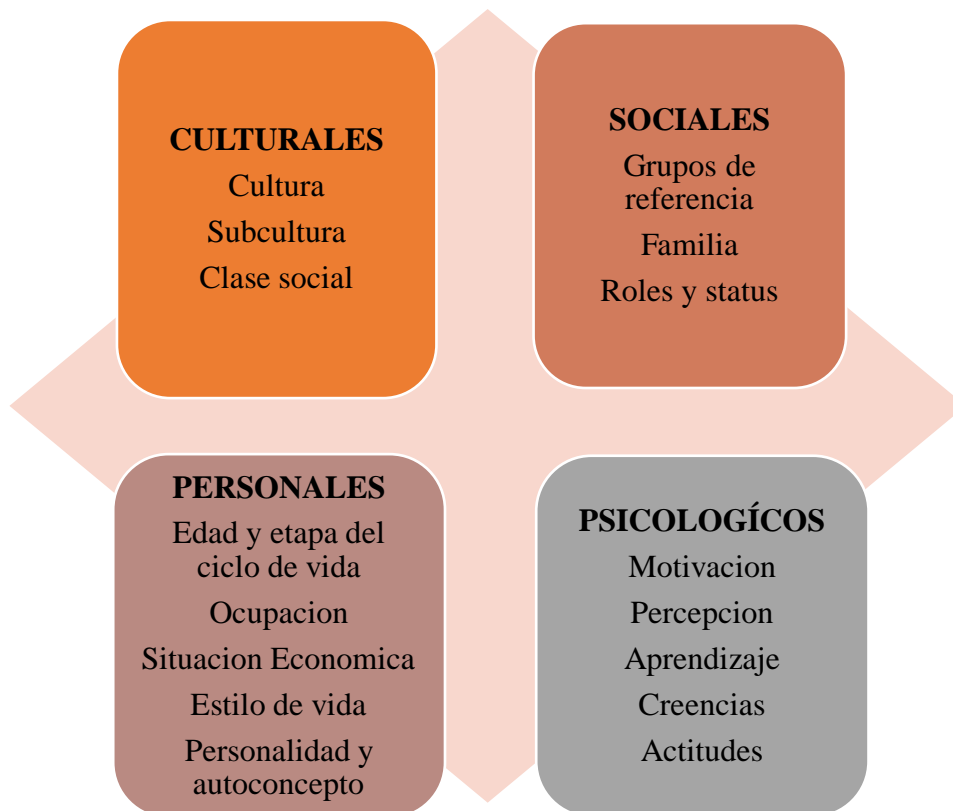 CULTURALES
Cultura
Subcultura
Clase social
SOCIALES
Grupos de
referencia
Familia
Roles y status
PERSONALES
Edad y etapa del
ciclo de vida
Ocupacion
Situacion Economica
Estilo de vida
Personalidad y
autoconcepto
PSICOLOGÍCOS
Motivacion
Percepcion
Aprendizaje
Creencias
Actitudes